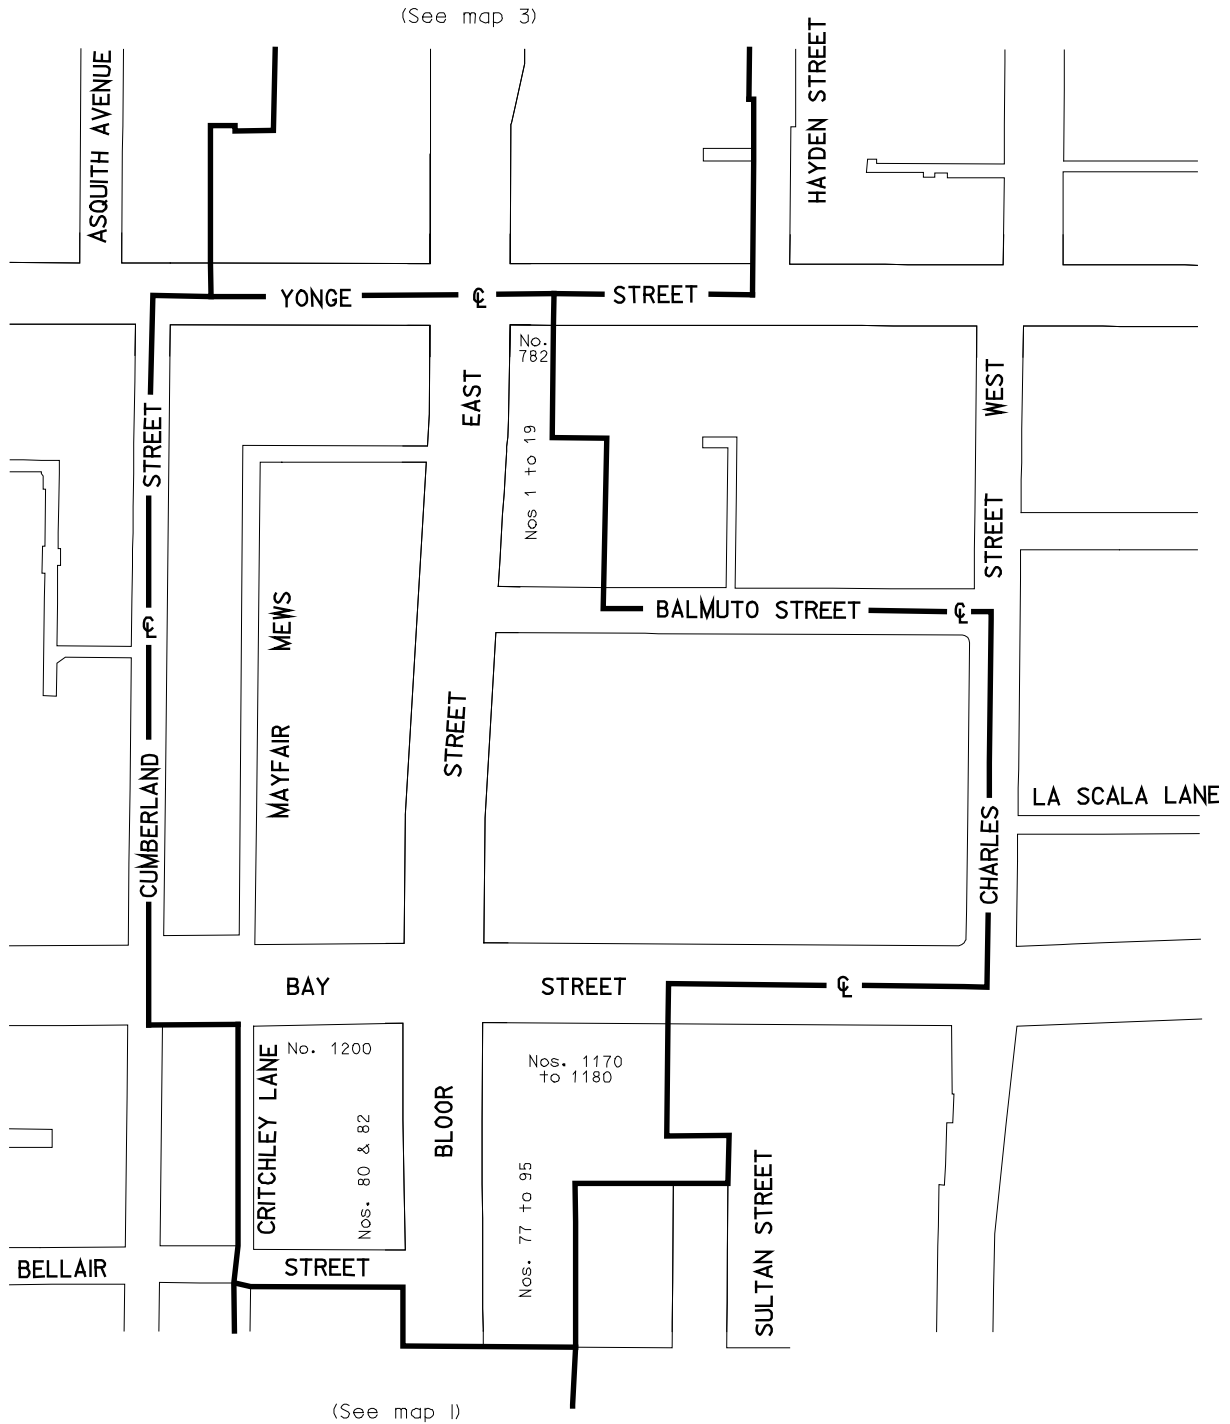 (See map 3)
ASQUITH AVENUE
HAYDEN STREET
YONGE ℄ STREET
No.
782
EAST
WEST
STREET
Nos 1 to 19
STREET
℄
MAYFAIR MEWS
BALMUTO STREET ℄
STREET
CUMBERLAND
LA SCALA LANE
CHARLES
BAY STREET ℄
CRITCHLEY LANE
No. 1200
Nos. 80 & 82
BLOOR
Nos. 1170
to 1180
Nos. 77 to 95
SULTAN STREET
BELLAIR STREET
(See map 1)